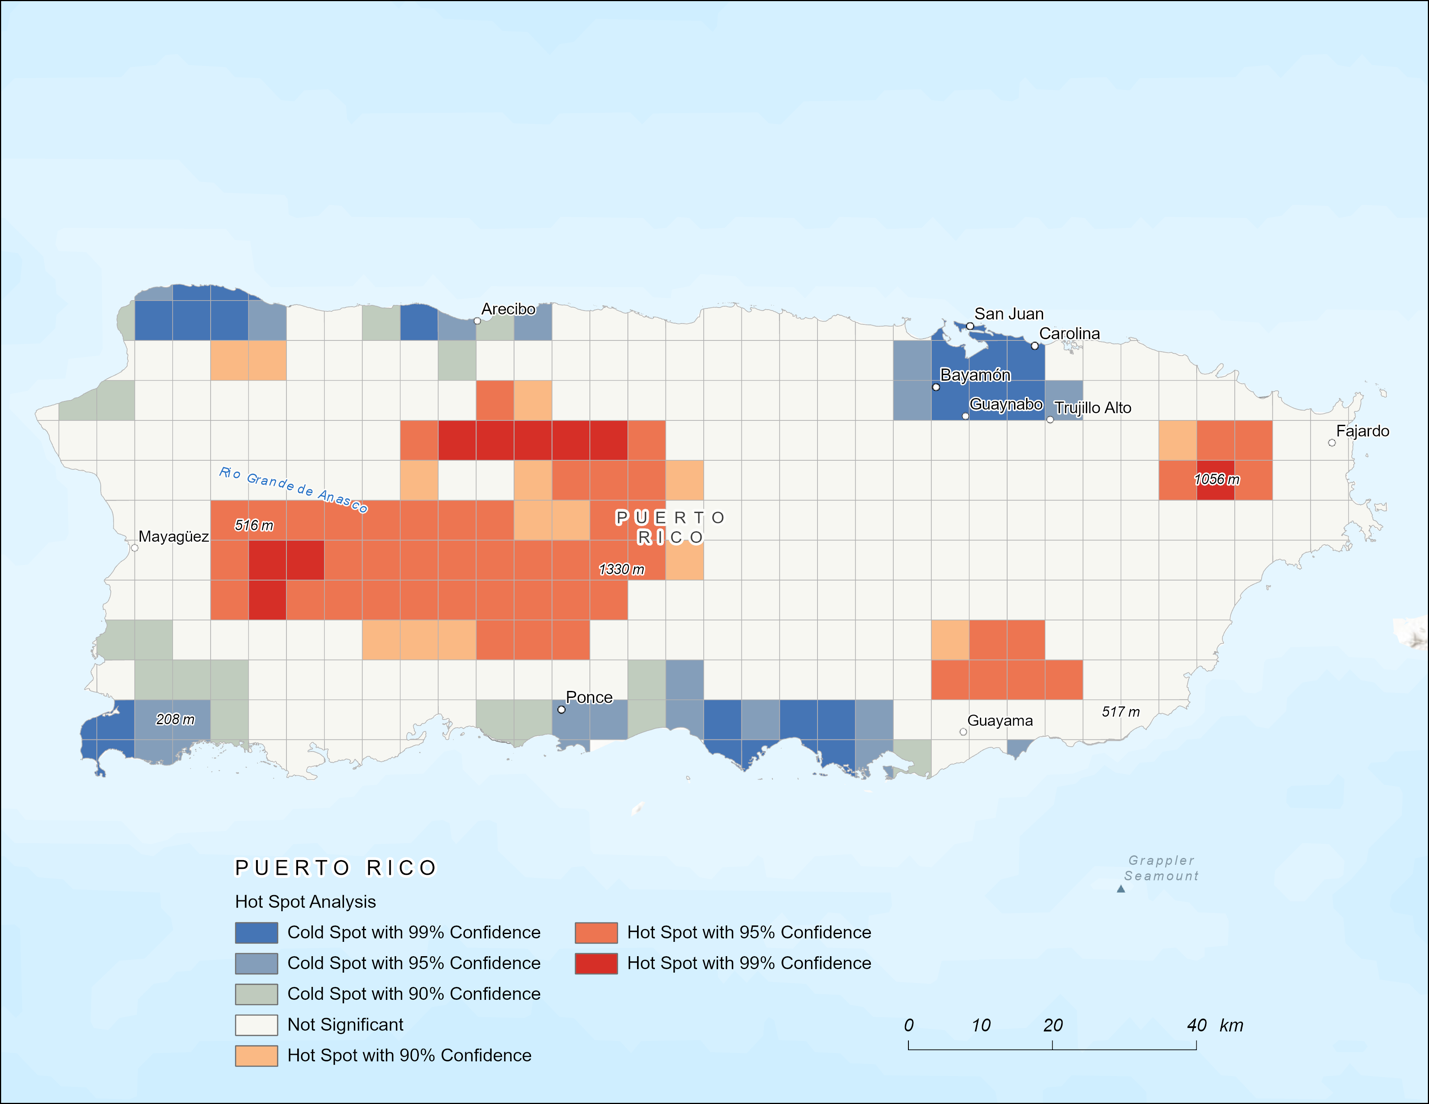 Arecibo
San Juan
Carolina
Bayamón
Guaynabo
Trujillo Alto
Fajardo
1056 m
Rio Grande de Anasco
516 m
PUERTO
RICO
Mayagüez
1330 m
Ponce
208 m
517 m
Guayama
Grappler
Seamount
PUERTO RICO
Hot Spot Analysis
Cold Spot with 99% Confidence
Cold Spot with 95% Confidence
Cold Spot with 90% Confidence
Not Significant
Hot Spot with 90% Confidence
Hot Spot with 95% Confidence
Hot Spot with 99% Confidence
0 10 20 40 km